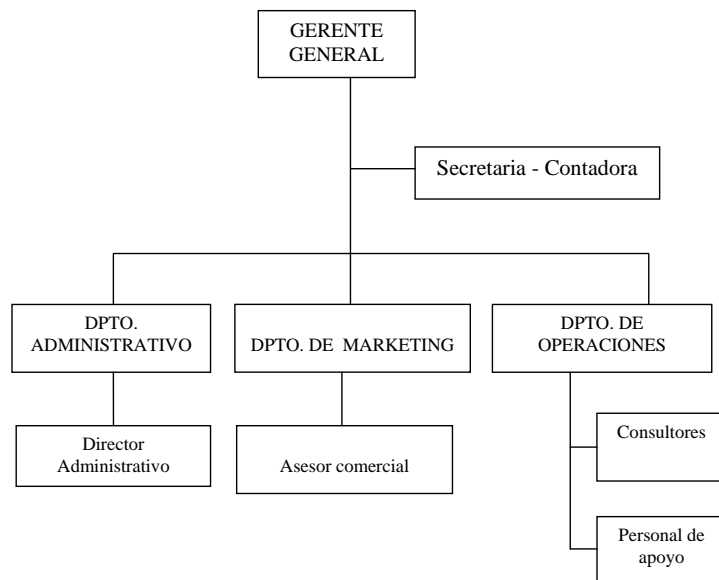 GERENTE
GENERAL
Secretaria - Contadora
DPTO.
ADMINISTRATIVO
DPTO. DE MARKETING
DPTO. DE
OPERACIONES
Director
Administrativo
Asesor comercial
Consultores
Personal de
apoyo